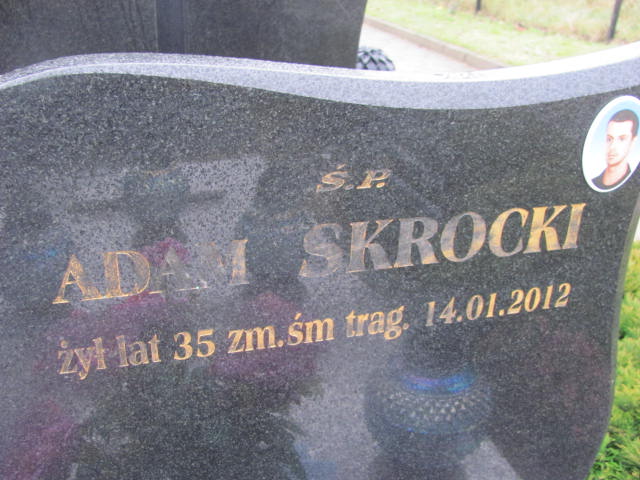 Ś.P.
ADAM SKROCKI
żył lat 35 zm. śm trag. 14.01.2012